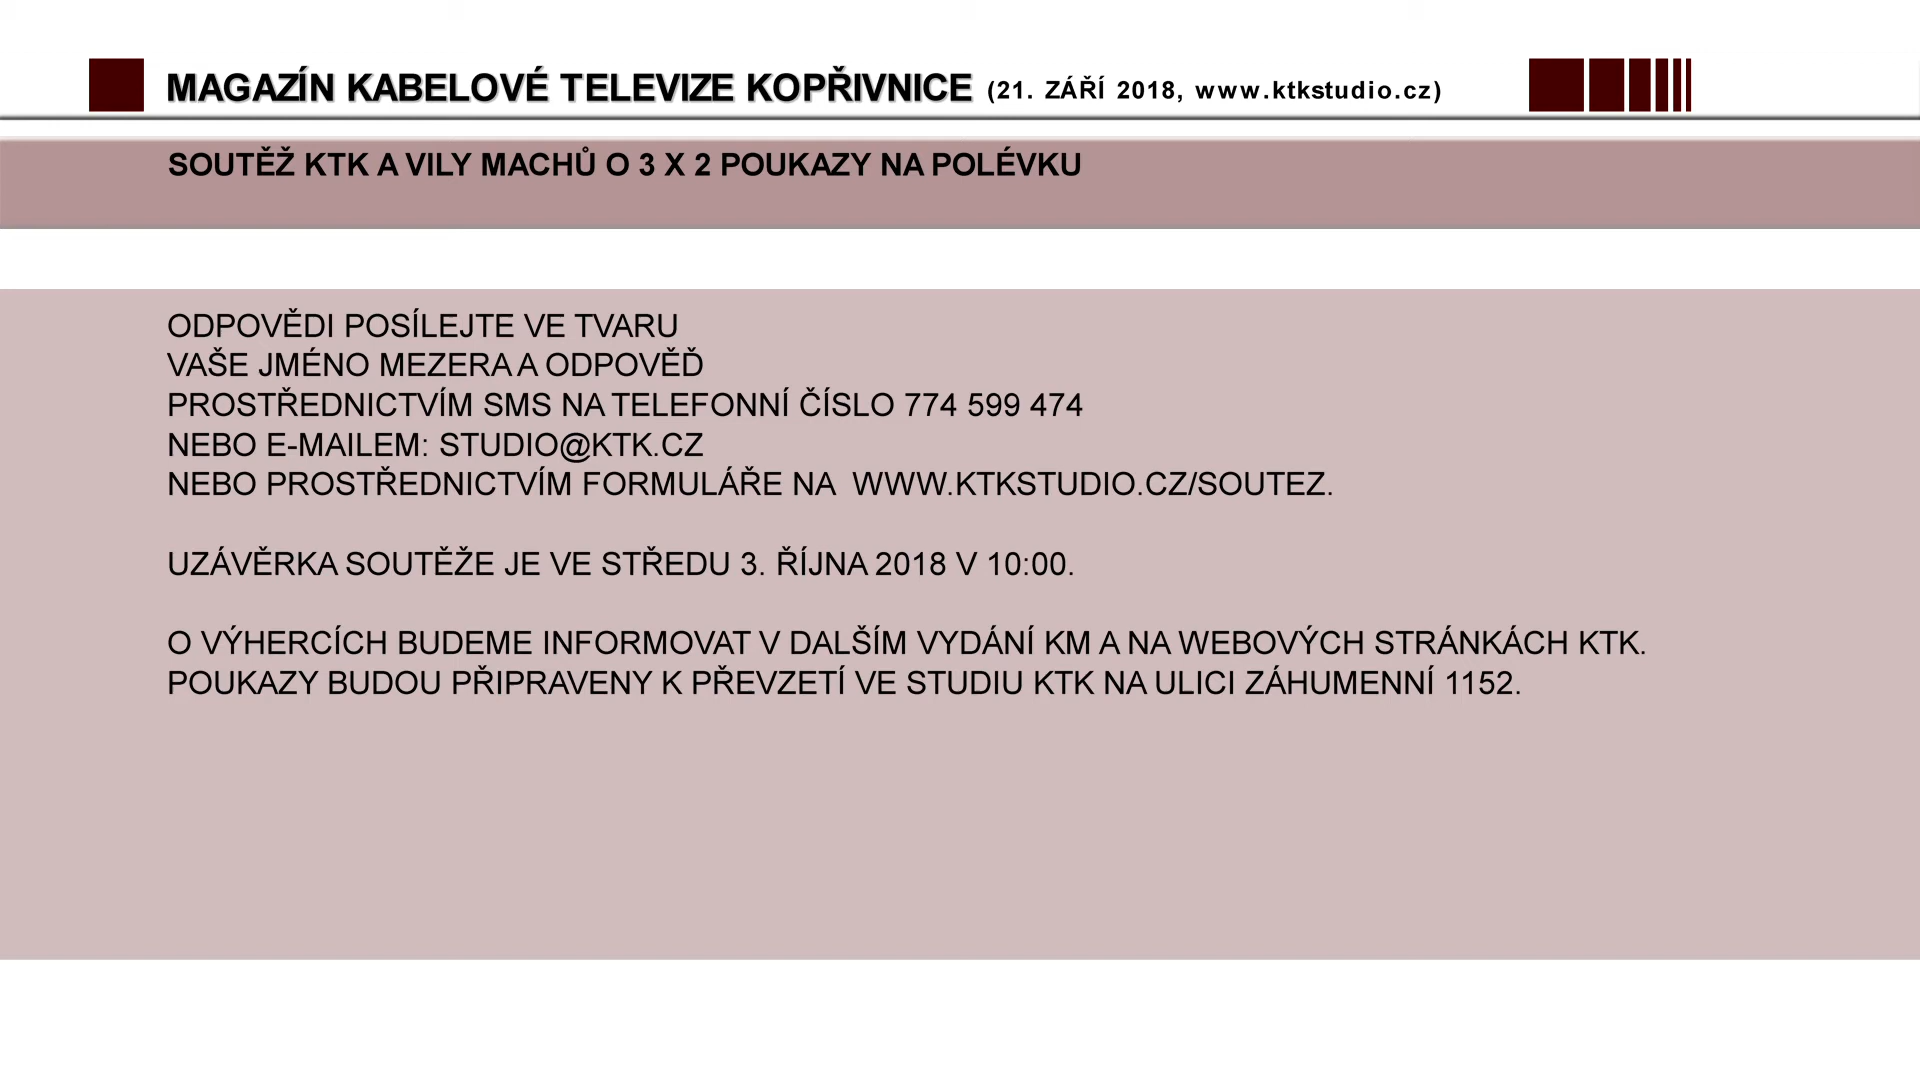 MAGAZÍN KABELOVÉ TELEVIZE KOPŘIVNICE (21. ZÁŘÍ 2018, www.ktkstudio.cz)
SOUTĚŽ KTK A VILY MACHŮ O 3 X 2 POUKAZY NA POLÉVKU
ODPOVĚDI POSÍLEJTE VE TVARU
VAŠE JMÉNO MEZERA A ODPOVĚĎ
PROSTŘEDNICTVÍM SMS NA TELEFONNÍ ČÍSLO 774 599 474
NEBO E-MAILEM: STUDIO@KTK.CZ
NEBO PROSTŘEDNICTVÍM FORMULÁŘE NA WWW.KTKSTUDIO.CZ/SOUTEZ.
UZÁVĚRKA SOUTĚŽE JE VE STŘEDU 3. ŘÍJNA 2018 V 10:00.
O VÝHERCÍCH BUDEME INFORMOVAT V DALŠÍM VYDÁNÍ KM A NA WEBOVÝCH STRÁNKÁCH KTK.
POUKAZY BUDOU PŘIPRAVENY K PŘEVZETÍ VE STUDIU KTK NA ULICI ZÁHUMENNÍ 1152.